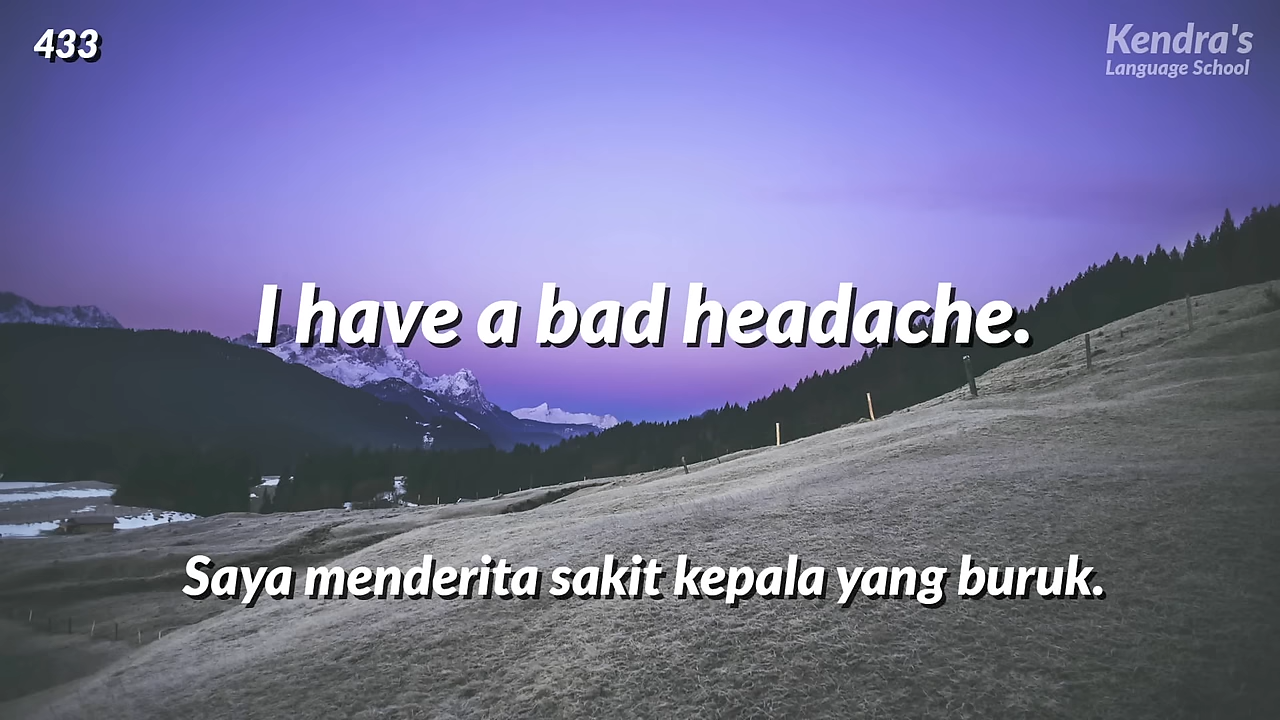 433
Kendra's
Language School
I have a bad headache.
Saya menderita sakit kepala yang buruk.